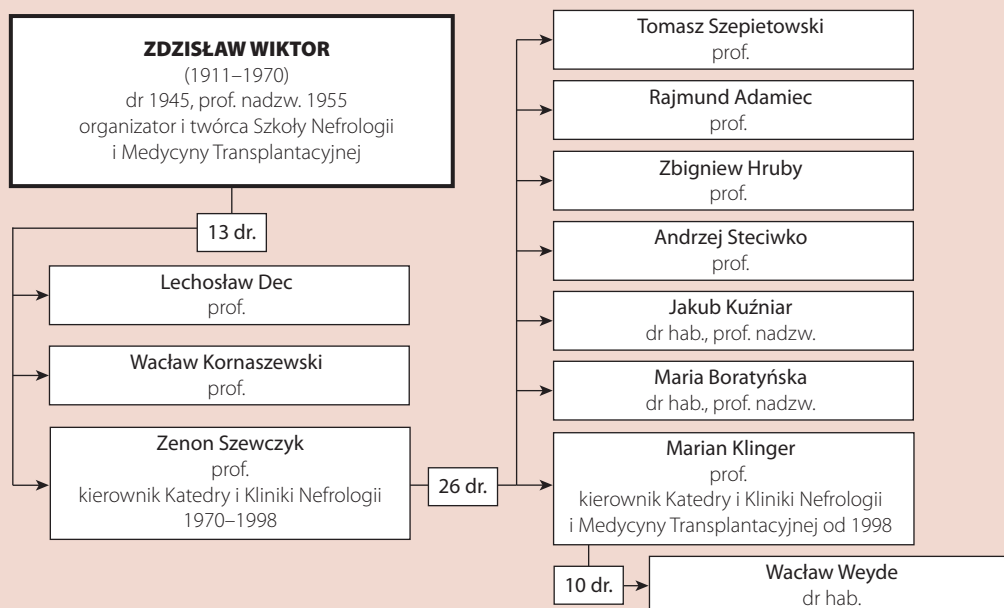 ZDZISŁAW WIKTOR
(1911–1970)
dr 1945, prof. nadzw. 1955
organizator i twórca Szkoły Nefrologii
i Medycyny Transplantacyjnej
13 dr.
Lechosław Dec
prof.
Wacław Kornaszewski
prof.
Zenon Szewczyk
prof.
kierownik Katedry i Kliniki Nefrologii
1970–1998
26 dr.
Tomasz Szepietowski
prof.
Rajmund Adamiec
prof.
Zbigniew Hruby
prof.
Andrzej Steciwko
prof.
Jakub Kuźniar
dr hab., prof. nadzw.
Maria Boratyńska
dr hab., prof. nadzw.
Marian Klinger
prof.
kierownik Katedry i Kliniki Nefrologii
i Medycyny Transplantacyjnej od 1998
10 dr.
Wacław Weyde
dr hab.